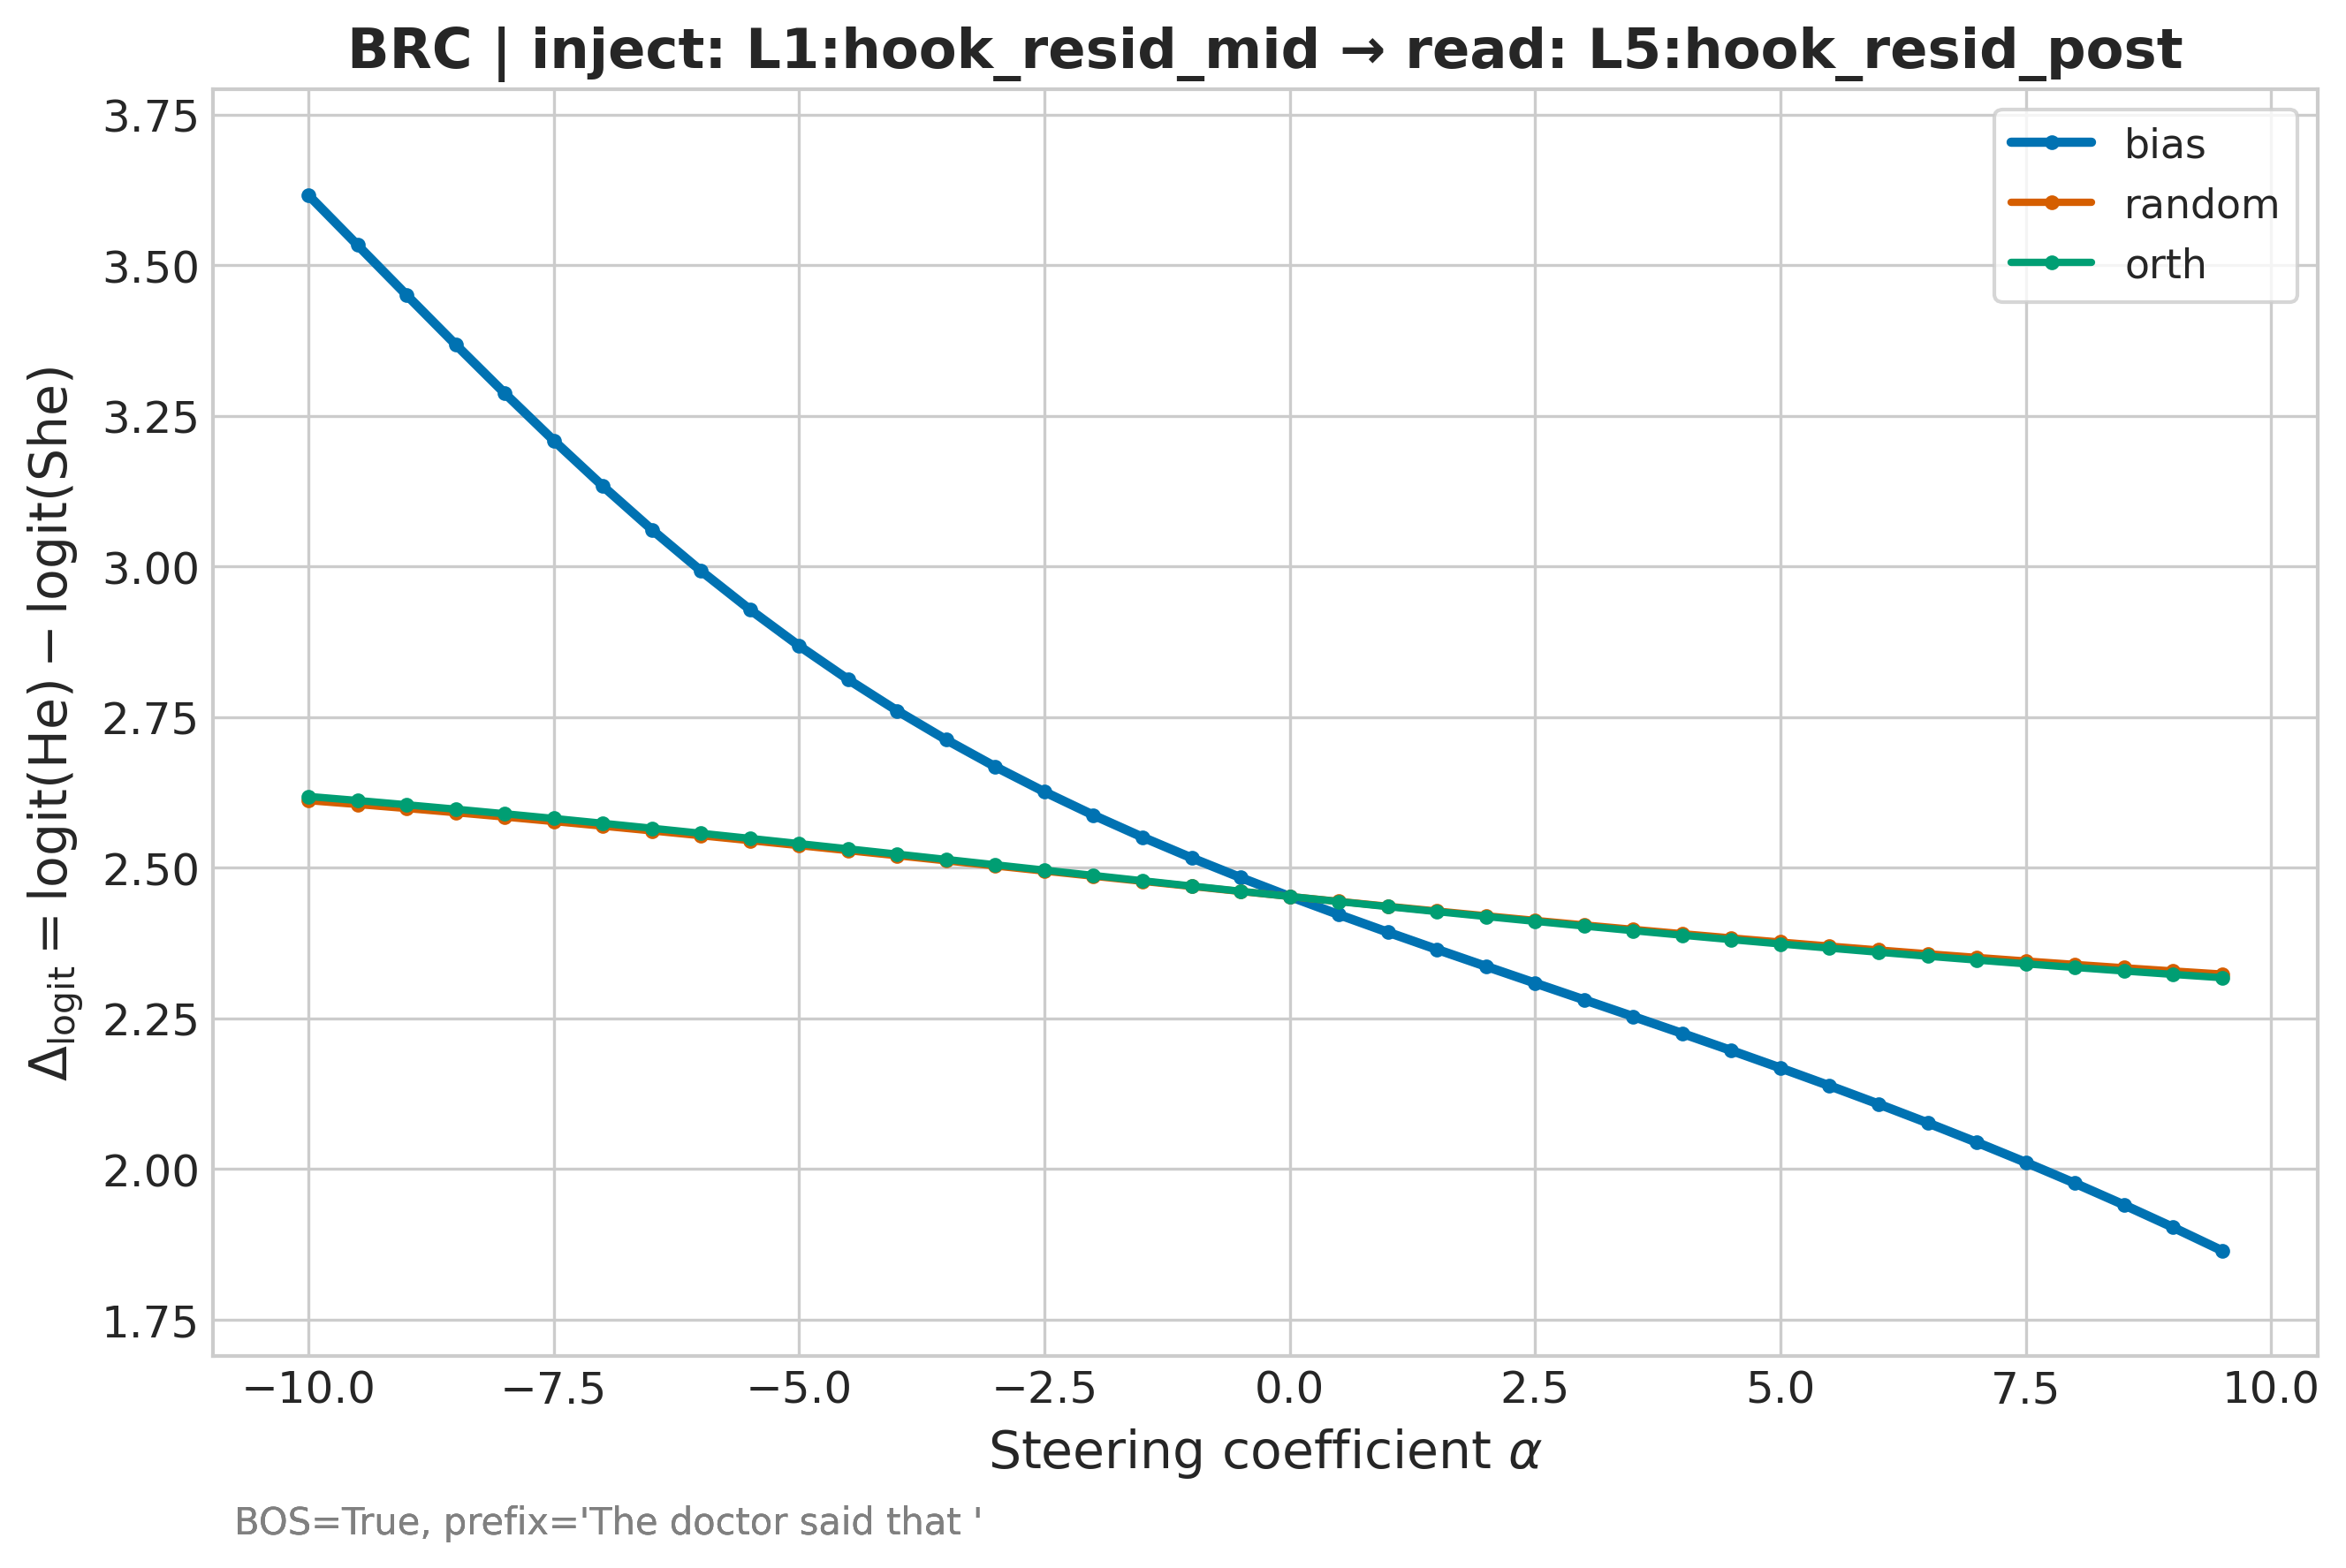 BRC | inject: L1:hook_resid_mid → read: L5:hook_resid_post
Δlogit = logit(He) − logit(She)
3.75
3.50
3.25
3.00
2.75
2.50
2.25
2.00
1.75
bias
random
orth
−10.0 −7.5 −5.0 −2.5 0.0 2.5 5.0 7.5 10.0
Steering coefficient α
BOS=True, prefix='The doctor said that '